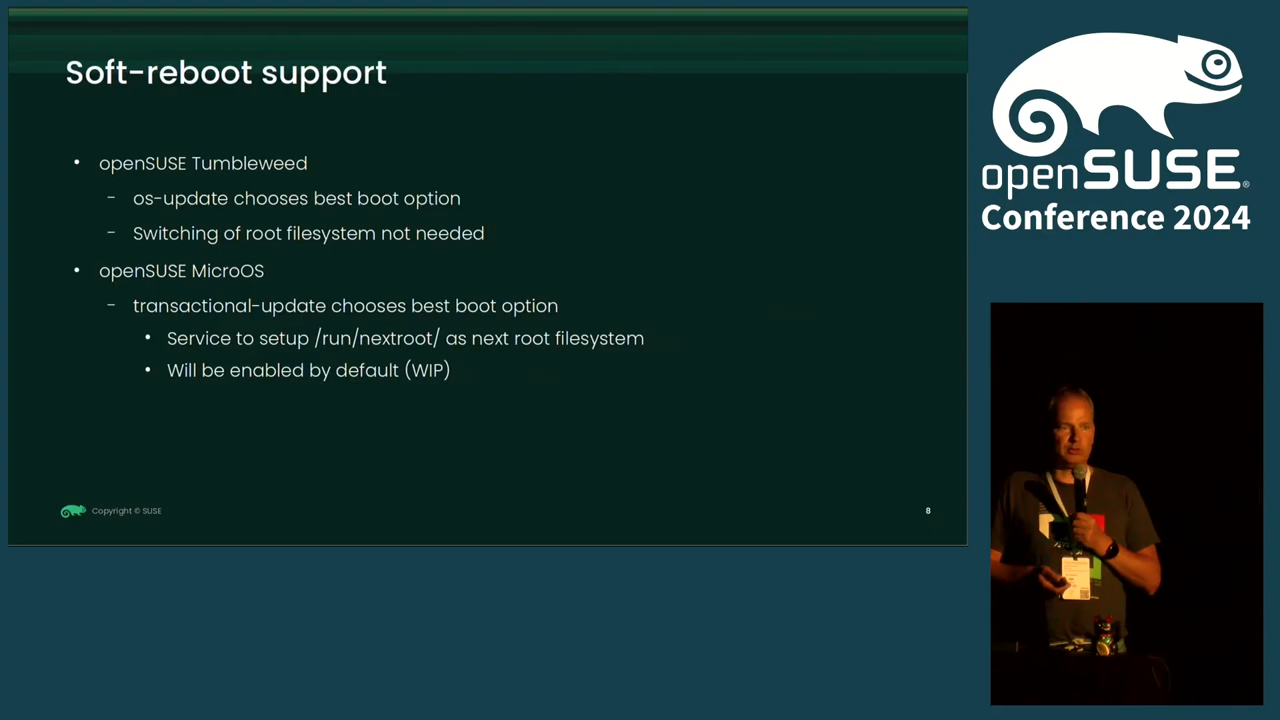 Soft-reboot support
• openSUSE Tumbleweed
- os-update chooses best boot option
- Switching of root filesystem not needed
• openSUSE MicroOS
- transactional-update chooses best boot option
• Service to setup /run/nextroot/ as next root filesystem
• Will be enabled by default (WIP)
Copyright © SUSE
8
openSUSE®
Conference 2024